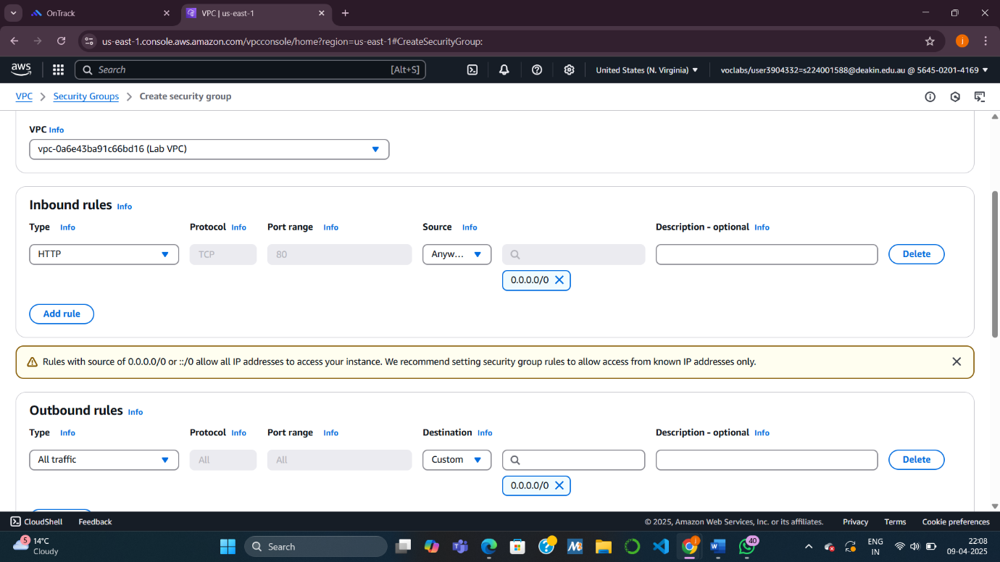 OnTrack
VPC | us-east-1
us-east-1.console.aws.amazon.com/vpcconsole/home?region=us-east-1#CreateSecurityGroup:
j
aws
Search [Alt+S]
United States (N. Virginia)
voclabs/user3904332=s224001588@deakin.edu.au @ 5645-0201-4169
VPC > Security Groups > Create security group
VPC Info
vpc-0a6e43ba91c66bd16 (Lab VPC)
Inbound rules Info
Type Info Protocol Info Port range Info Source Info Description - optional Info
HTTP TCP 80 Anyw... Delete
0.0.0.0/0
Add rule
Rules with source of 0.0.0.0/0 or ::/0 allow all IP addresses to access your instance. We recommend setting security group rules to allow access from known IP addresses only.
Outbound rules Info
Type Info Protocol Info Port range Info Destination Info Description - optional Info
All traffic All All Custom Delete
0.0.0.0/0
CloudShell Feedback © 2025, Amazon Web Services, Inc. or its affiliates. Privacy Terms Cookie preferences
5 14°C
Cloudy
Search
40
ENG
IN
22:08
09-04-2025